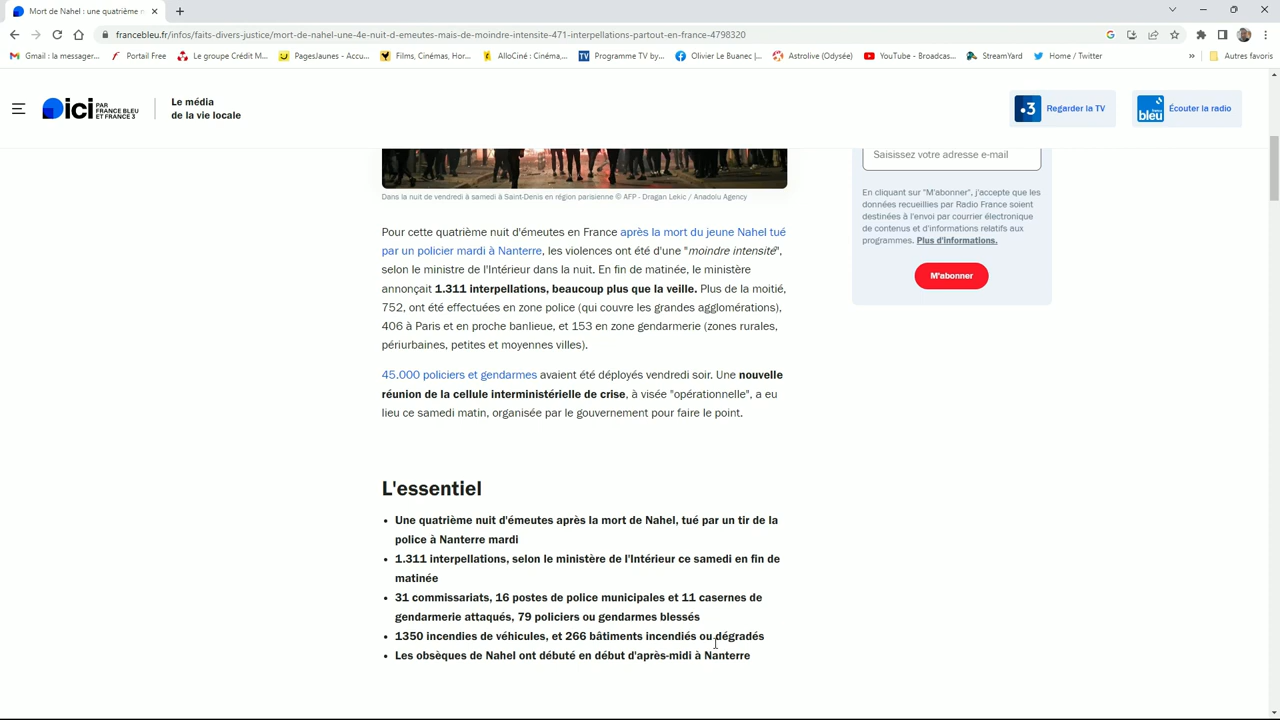 Mort de Nahel : une quatrième n
francebleu.fr/infos/faits-divers-justice/mort-de-nahel-une-4e-nuit-d-emeutes-mais-de-moindre-intensite-471-interpellations-partout-en-france-4798320
Gmail : la messager... Portail Free Le groupe Crédit M... PagesJaunes - Accu... Films, Cinémas, Hor... AlloCiné : Cinéma,... Programme TV by... Olivier Le Buanec |... Astrolive (Odysée) YouTube - Broadcas... StreamYard Home / Twitter » Autres favoris
ici PAR FRANCE BLEU ET FRANCE 3
Le média
de la vie locale
•3 Regarder la TV
france bleu Écouter la radio
Saisissez votre adresse e-mail
En cliquant sur "M'abonner", j'accepte que les
données recueillies par Radio France soient
destinées à l'envoi par courrier électronique
de contenus et d'informations relatifs aux
programmes. Plus d'informations.
M'abonner
Dans la nuit de vendredi à samedi à Saint-Denis en région parisienne © AFP - Dragan Lekic / Anadolu Agency
Pour cette quatrième nuit d'émeutes en France après la mort du jeune Nahel tué
par un policier mardi à Nanterre, les violences ont été d'une "moindre intensité",
selon le ministre de l'Intérieur dans la nuit. En fin de matinée, le ministère
annonçait 1.311 interpellations, beaucoup plus que la veille. Plus de la moitié,
752, ont été effectuées en zone police (qui couvre les grandes agglomérations),
406 à Paris et en proche banlieue, et 153 en zone gendarmerie (zones rurales,
périurbaines, petites et moyennes villes).
45.000 policiers et gendarmes avaient été déployés vendredi soir. Une nouvelle
réunion de la cellule interministérielle de crise, à visée "opérationnelle", a eu
lieu ce samedi matin, organisée par le gouvernement pour faire le point.
L'essentiel
• Une quatrième nuit d'émeutes après la mort de Nahel, tué par un tir de la
police à Nanterre mardi
• 1.311 interpellations, selon le ministère de l'Intérieur ce samedi en fin de
matinée
• 31 commissariats, 16 postes de police municipales et 11 casernes de
gendarmerie attaqués, 79 policiers ou gendarmes blessés
• 1350 incendies de véhicules, et 266 bâtiments incendiés ou dégradés
• Les obsèques de Nahel ont débuté en début d'après-midi à Nanterre